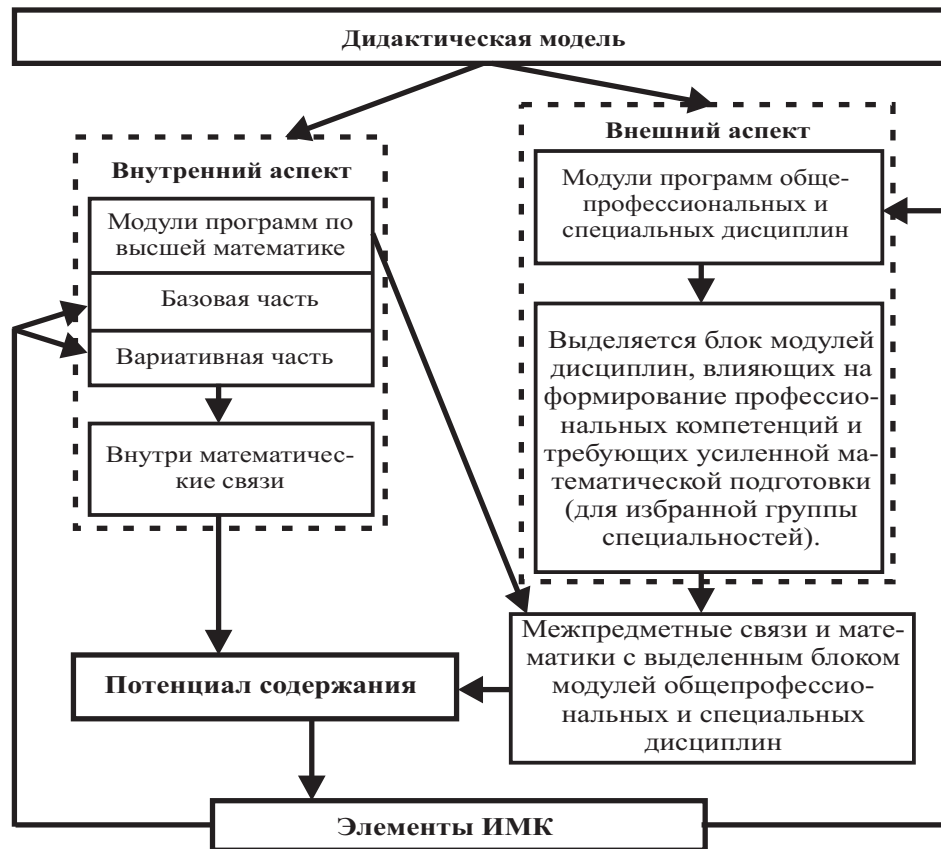 Дидактическая модель
Внутренний аспект
Модули программ по
высшей математике
Базовая часть
Вариативная часть
Внутри математичес-
кие связи
Внешний аспект
Модули программ обще-
профессиональных и
специальных дисциплин
Выделяется блок модулей
дисциплин, влияющих на
формирование профессио-
нальных компетенций и
требующих усиленной ма-
тематической подготовки
(для избранной группы
специальностей).
Межпредметные связи и мате-
матики с выделенным блоком
модулей общепрофессио-
нальных и специальных
дисциплин
Потенциал содержания
Элементы ИМК